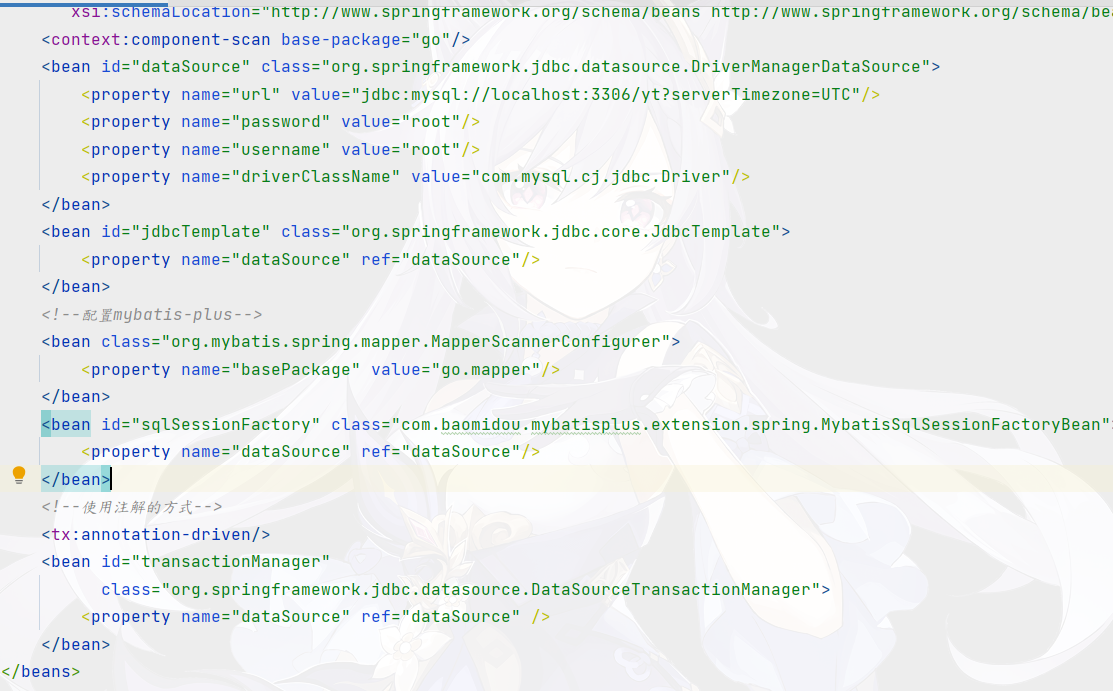 xsi:schemaLocation="http://www.springframework.org/schema/beans http://www.springframework.org/schema/bea
<context:component-scan base-package="go"/>
<bean id="dataSource" class="org.springframework.jdbc.datasource.DriverManagerDataSource">
<property name="url" value="jdbc:mysql://localhost:3306/yt?serverTimezone=UTC"/>
<property name="password" value="root"/>
<property name="username" value="root"/>
<property name="driverClassName" value="com.mysql.cj.jdbc.Driver"/>
</bean>
<bean id="jdbcTemplate" class="org.springframework.jdbc.core.JdbcTemplate">
<property name="dataSource" ref="dataSource"/>
</bean>
<!--配置mybatis-plus-->
<bean class="org.mybatis.spring.mapper.MapperScannerConfigurer">
<property name="basePackage" value="go.mapper"/>
</bean>
<bean id="sqlSessionFactory" class="com.baomidou.mybatisplus.extension.spring.MybatisSqlSessionFactoryBean">
<property name="dataSource" ref="dataSource"/>
</bean>
<!--使用注解的方式-->
<tx:annotation-driven/>
<bean id="transactionManager"
class="org.springframework.jdbc.datasource.DataSourceTransactionManager">
<property name="dataSource" ref="dataSource" />
</bean>
</beans>